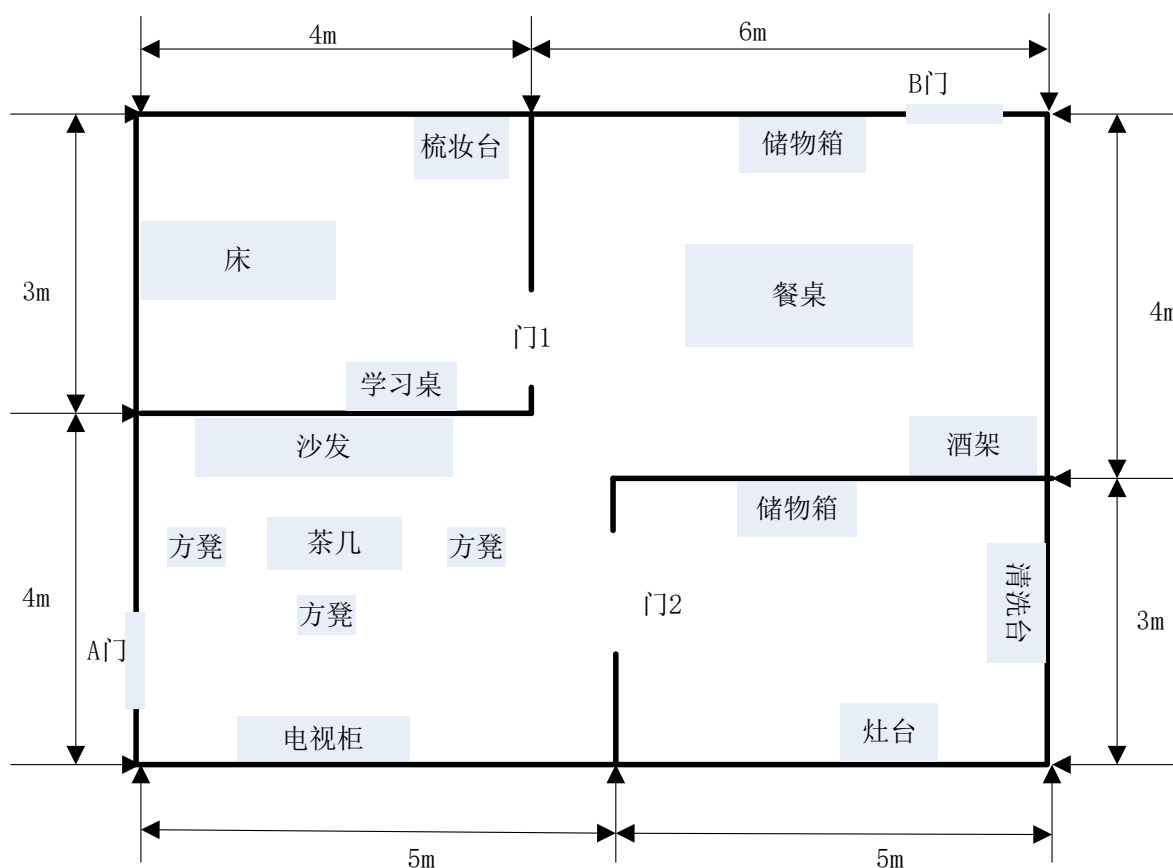 4m
6m
B门
梳妆台
储物箱
床
餐桌
3m
4m
门1
学习桌
沙发
酒架
储物箱
方凳
茶几
方凳
清洗台
4m
方凳
门2
3m
A门
电视柜
灶台
5m
5m